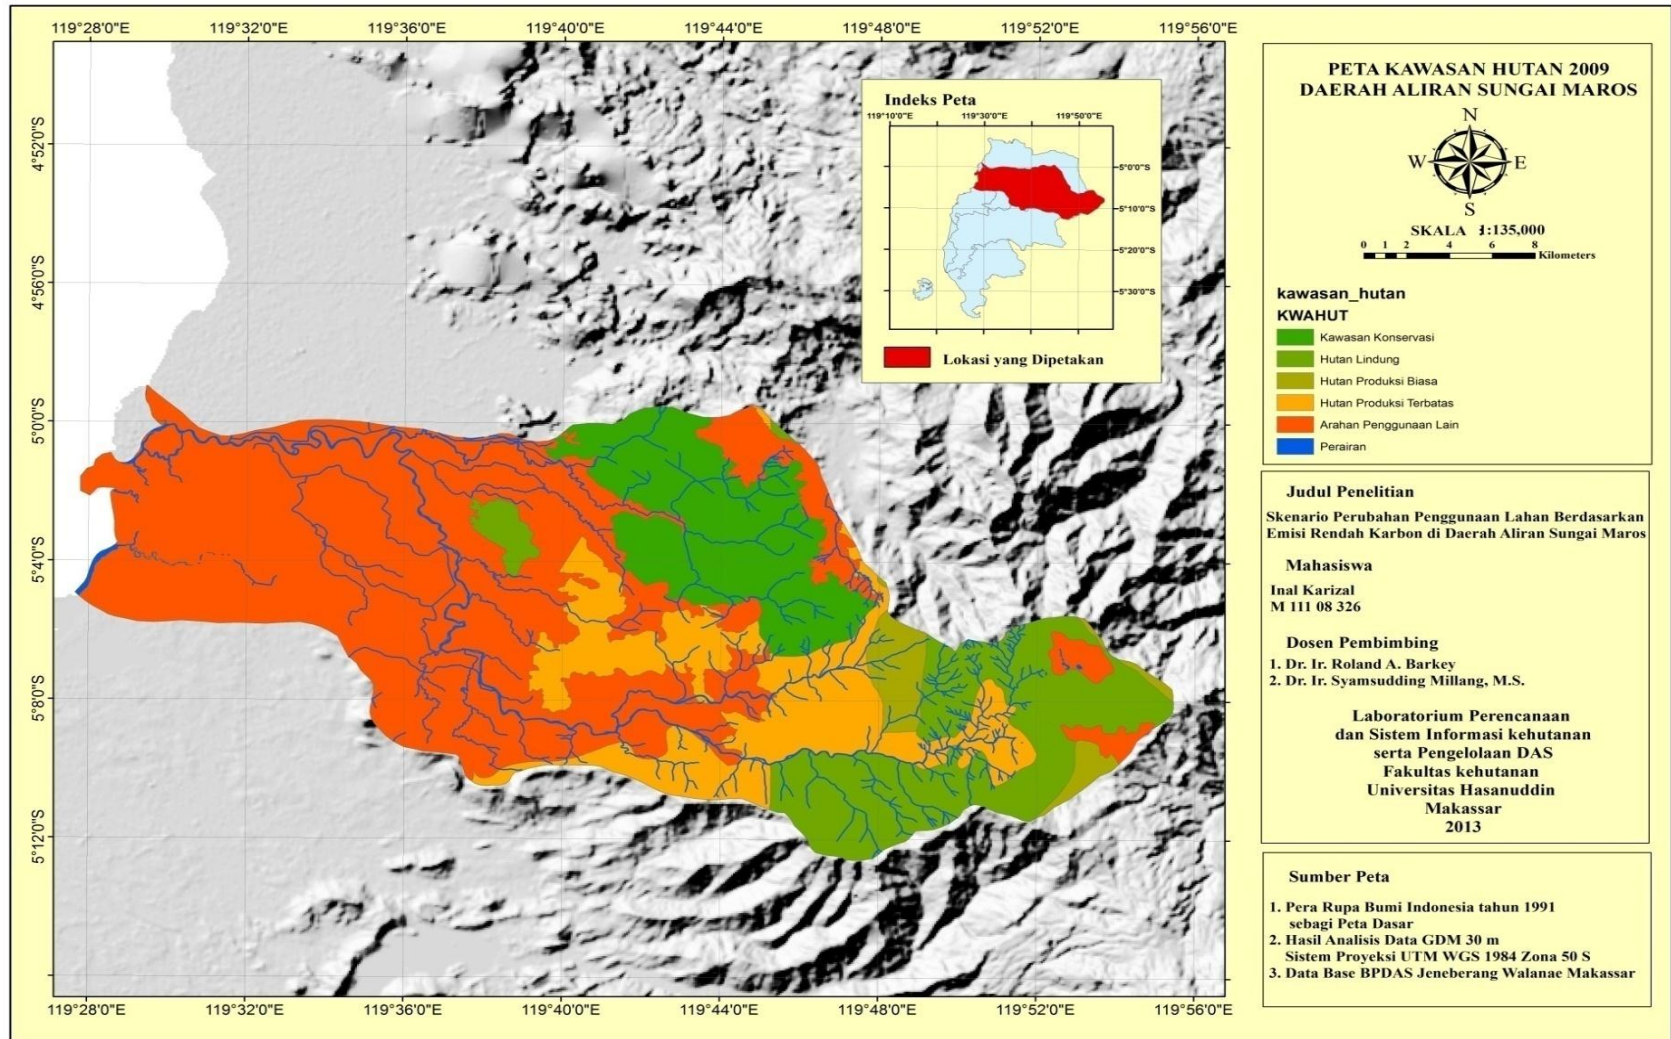 119°28'0"E 119°32'0"E 119°36'0"E 119°40'0"E 119°44'0"E 119°48'0"E 119°52'0"E 119°56'0"E
4°52'0"S
4°56'0"S
5°0'0"S
5°4'0"S
5°8'0"S
5°12'0"S
119°28'0"E 119°32'0"E 119°36'0"E 119°40'0"E 119°44'0"E 119°48'0"E 119°52'0"E 119°56'0"E
Indeks Peta
119°10'0"E 119°30'0"E 119°50'0"E
5°0'0"S
5°10'0"S
5°20'0"S
5°30'0"S
Lokasi yang Dipetakan
PETA KAWASAN HUTAN 2009
DAERAH ALIRAN SUNGAI MAROS
N
W E
S
SKALA 1:135,000
0 1 2 4 6 8
Kilometers
kawasan_hutan
KWAHUT
Kawasan Konservasi
Hutan Lindung
Hutan Produksi Biasa
Hutan Produksi Terbatas
Arahan Penggunaan Lain
Perairan
Judul Penelitian
Skenario Perubahan Penggunaan Lahan Berdasarkan
Emisi Rendah Karbon di Daerah Aliran Sungai Maros
Mahasiswa
Inal Karizal
M 111 08 326
Dosen Pembimbing
1. Dr. Ir. Roland A. Barkey
2. Dr. Ir. Syamsudding Millang, M.S.
Laboratorium Perencanaan
dan Sistem Informasi kehutanan
serta Pengelolaan DAS
Fakultas kehutanan
Universitas Hasanuddin
Makassar
2013
Sumber Peta
1. Pera Rupa Bumi Indonesia tahun 1991
sebagi Peta Dasar
2. Hasil Analisis Data GDM 30 m
Sistem Proyeksi UTM WGS 1984 Zona 50 S
3. Data Base BPDAS Jeneberang Walanae Makassar